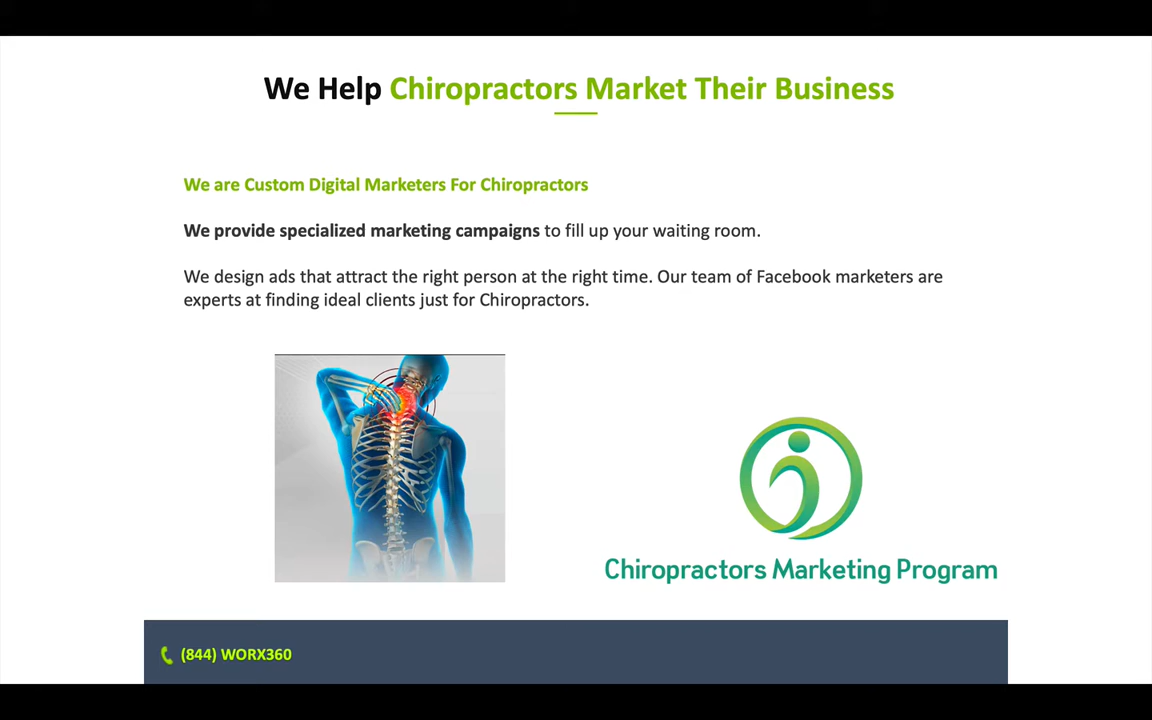 We Help Chiropractors Market Their Business
We are Custom Digital Marketers For Chiropractors
We provide specialized marketing campaigns to fill up your waiting room.
We design ads that attract the right person at the right time. Our team of Facebook marketers are
experts at finding ideal clients just for Chiropractors.
Chiropractors Marketing Program
(844) WORX360